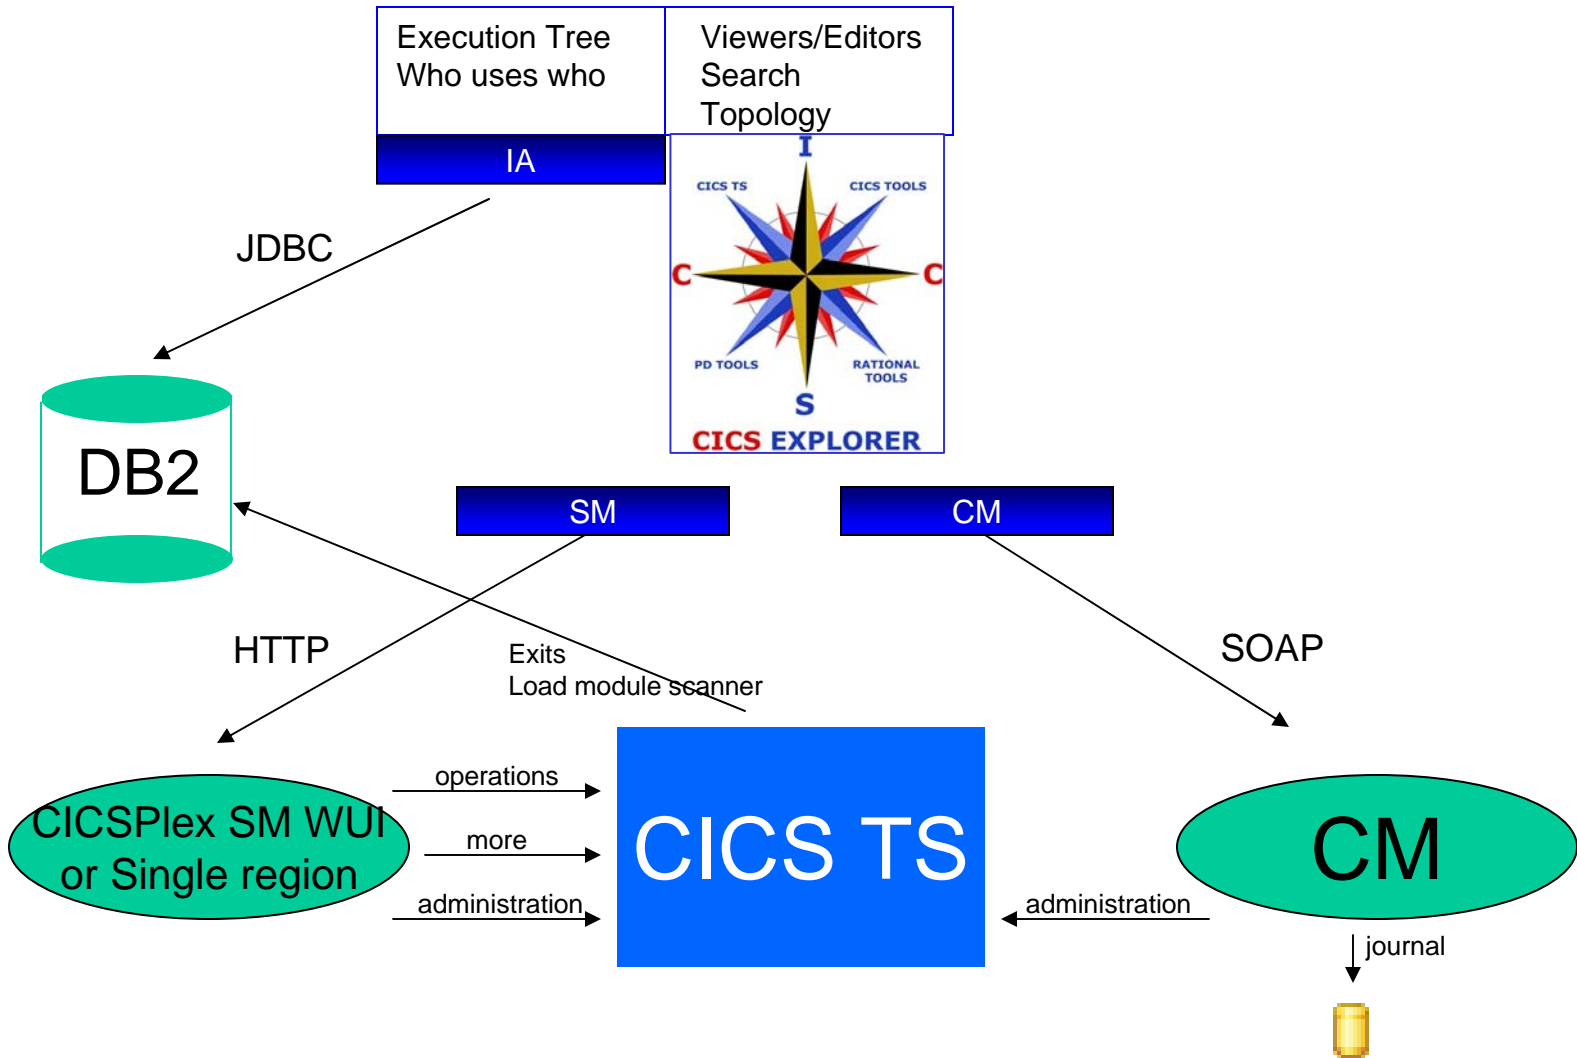 Execution Tree
Who uses who
Viewers/Editors
Search
Topology
IA
I
CICS TS
CICS TOOLS
C
C
PD TOOLS
RATIONAL
TOOLS
S
CICS EXPLORER
JDBC
DB2
SM
CM
HTTP
Exits
Load module scanner
SOAP
CICSPlex SM WUI
or Single region
operations
more
administration
CICS TS
CM
administration
journal